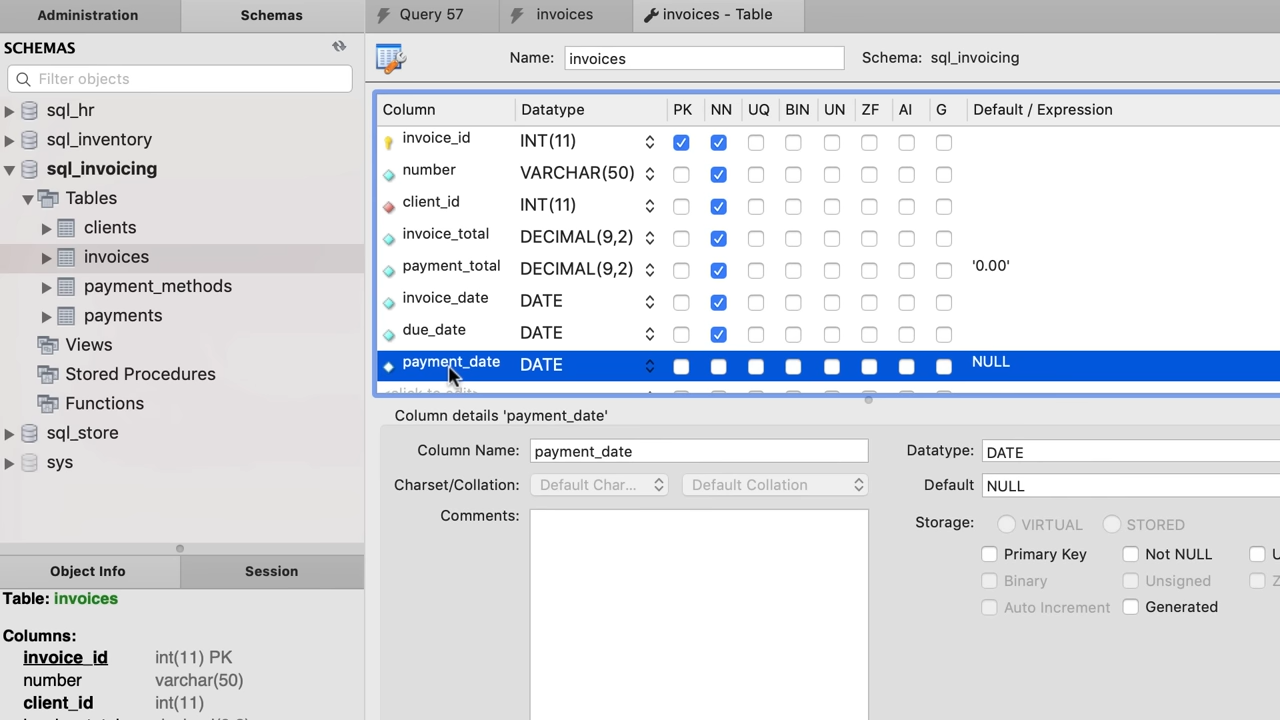 Administration
Schemas
Query 57
invoices
invoices - Table
SCHEMAS
Filter objects
sql_hr
sql_inventory
sql_invoicing
Tables
clients
invoices
payment_methods
payments
Views
Stored Procedures
Functions
sql_store
sys
Object Info
Session
Table: invoices
Columns:
invoice_id int(11) PK
number varchar(50)
client_id int(11)
Name: invoices Schema: sql_invoicing
Column Datatype PK NN UQ BIN UN ZF AI G Default / Expression
invoice_id INT(11)
number VARCHAR(50)
client_id INT(11)
invoice_total DECIMAL(9,2)
payment_total DECIMAL(9,2) '0.00'
invoice_date DATE
due_date DATE
payment_date DATE NULL
Column details 'payment_date'
Column Name: payment_date Datatype: DATE
Charset/Collation: Default Char... Default Collation Default NULL
Comments: Storage: VIRTUAL STORED
Primary Key Not NULL U
Binary Unsigned Z
Auto Increment Generated